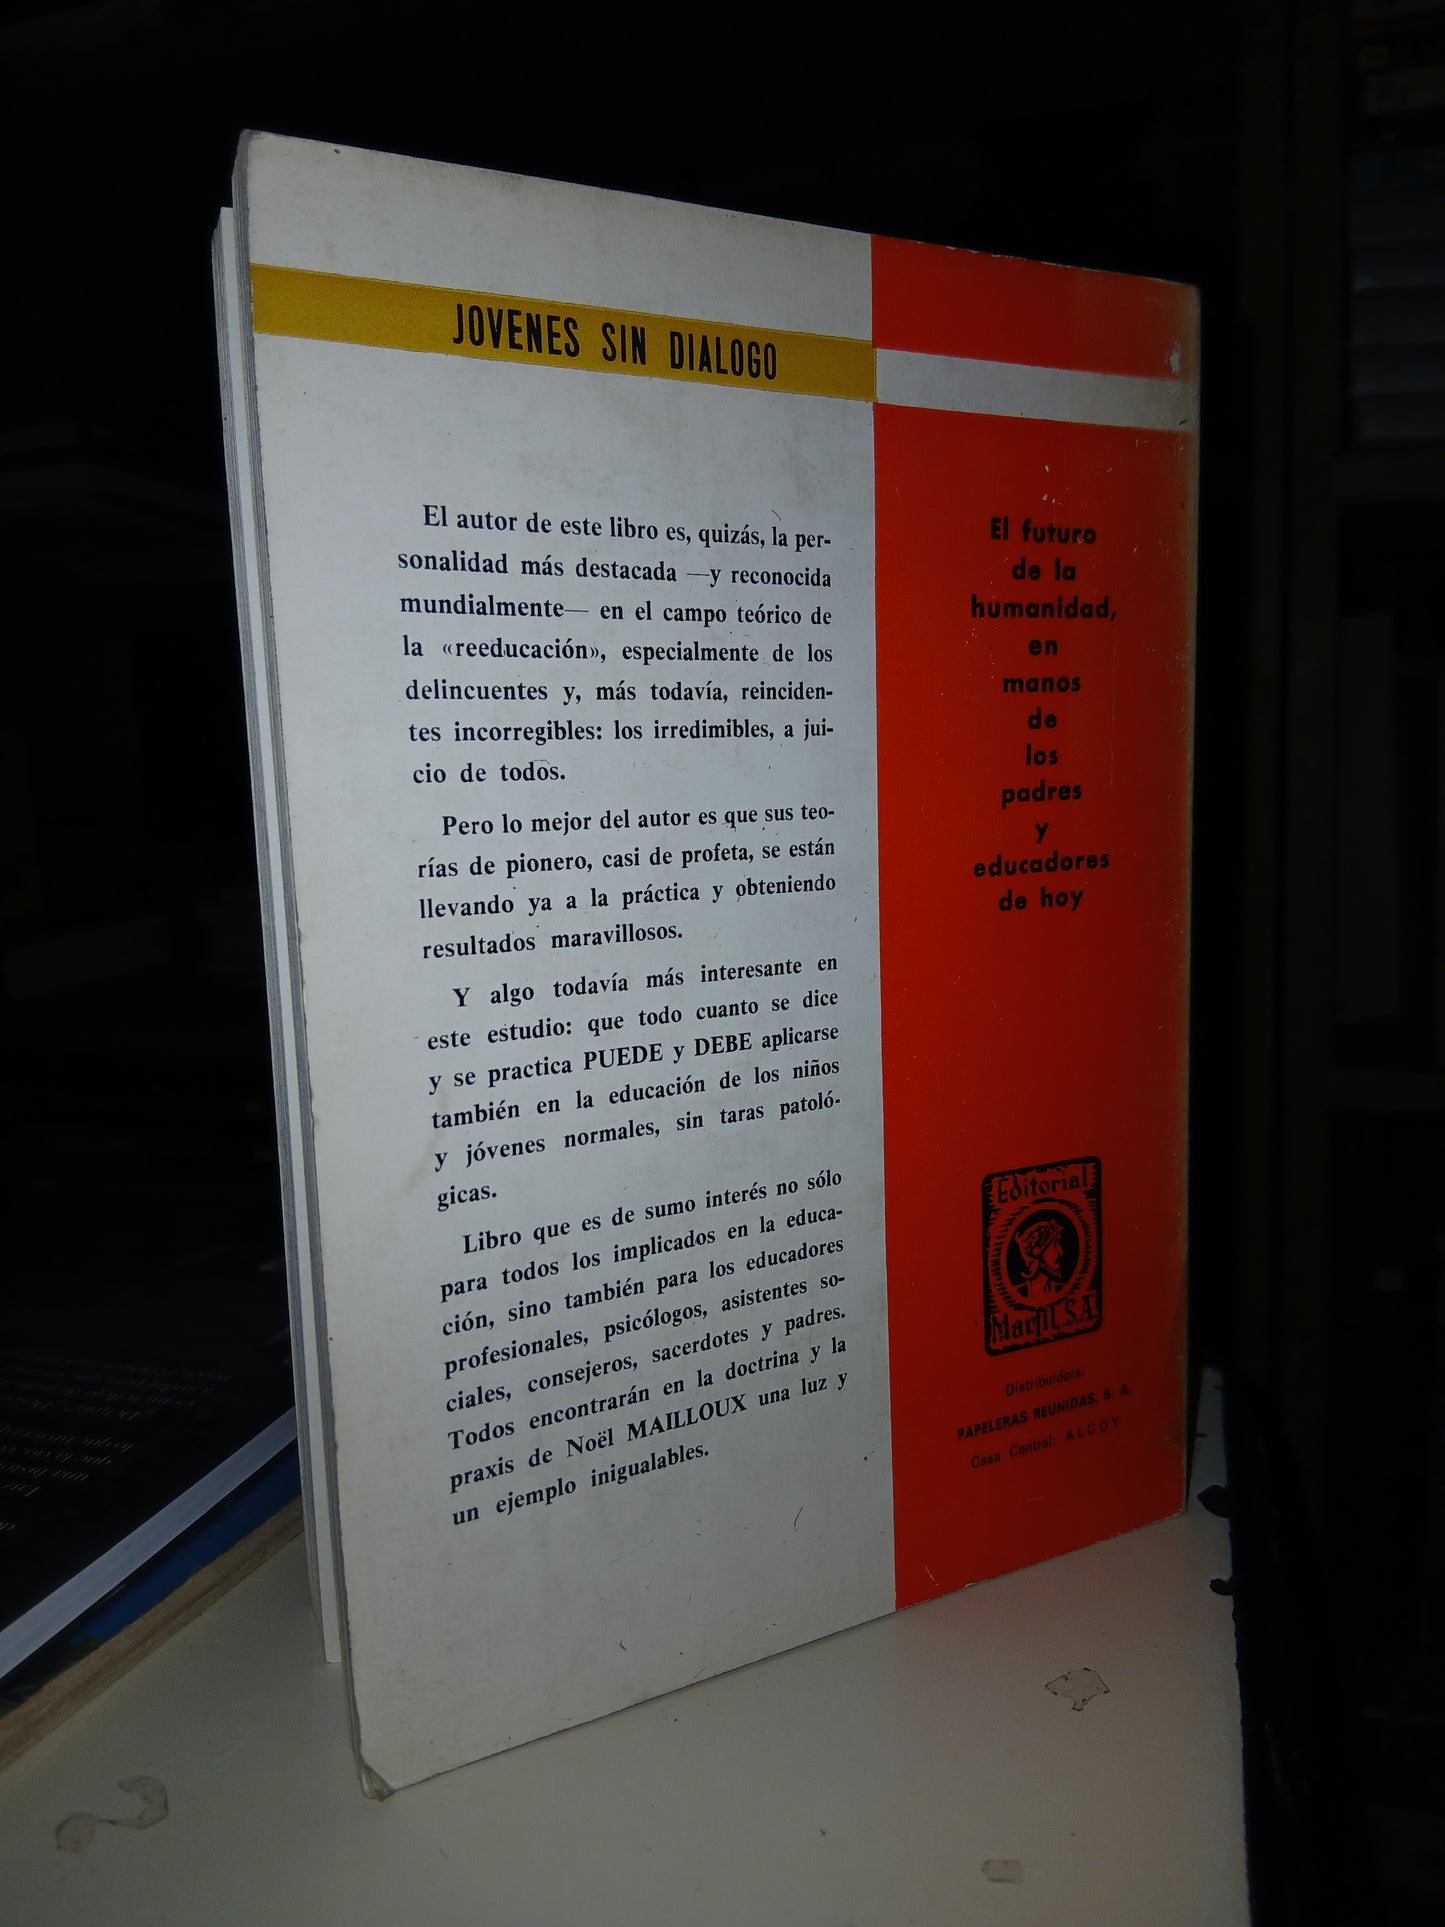 JOVENES SIN DIALOGO
El autor de este libro es, quizás, la per-
sonalidad más destacada —y reconocida
mundialmente— en el campo teórico de
la «reeducación», especialmente de los
delincuentes y, más todavía, reinciden-
tes incorregibles: los irredimibles, a jui-
cio de todos.
Pero lo mejor del autor es que sus teo-
rías de pionero, casi de profeta, se están
llevando ya a la práctica y obteniendo
resultados maravillosos.
Y algo todavía más interesante en
este estudio: que todo cuanto se dice
y se practica PUEDE y DEBE aplicarse
también en la educación de los niños
y jóvenes normales, sin taras patoló-
gicas.
Libro que es de sumo interés no sólo
para todos los implicados en la educa-
ción, sino también para los educadores
profesionales, psicólogos, asistentes so-
ciales, consejeros, sacerdotes y padres.
Todos encontrarán en la doctrina y la
praxis de Noël MAILLOUX una luz y
un ejemplo inigualables.
El futuro
de la
humanidad,
en
manos
de
los
padres
y
educadores
de hoy
Editorial
Marfil, S.A.
Distribuidora:
PAPELERAS REUNIDAS, S. A.
Casa Central: ALCOY